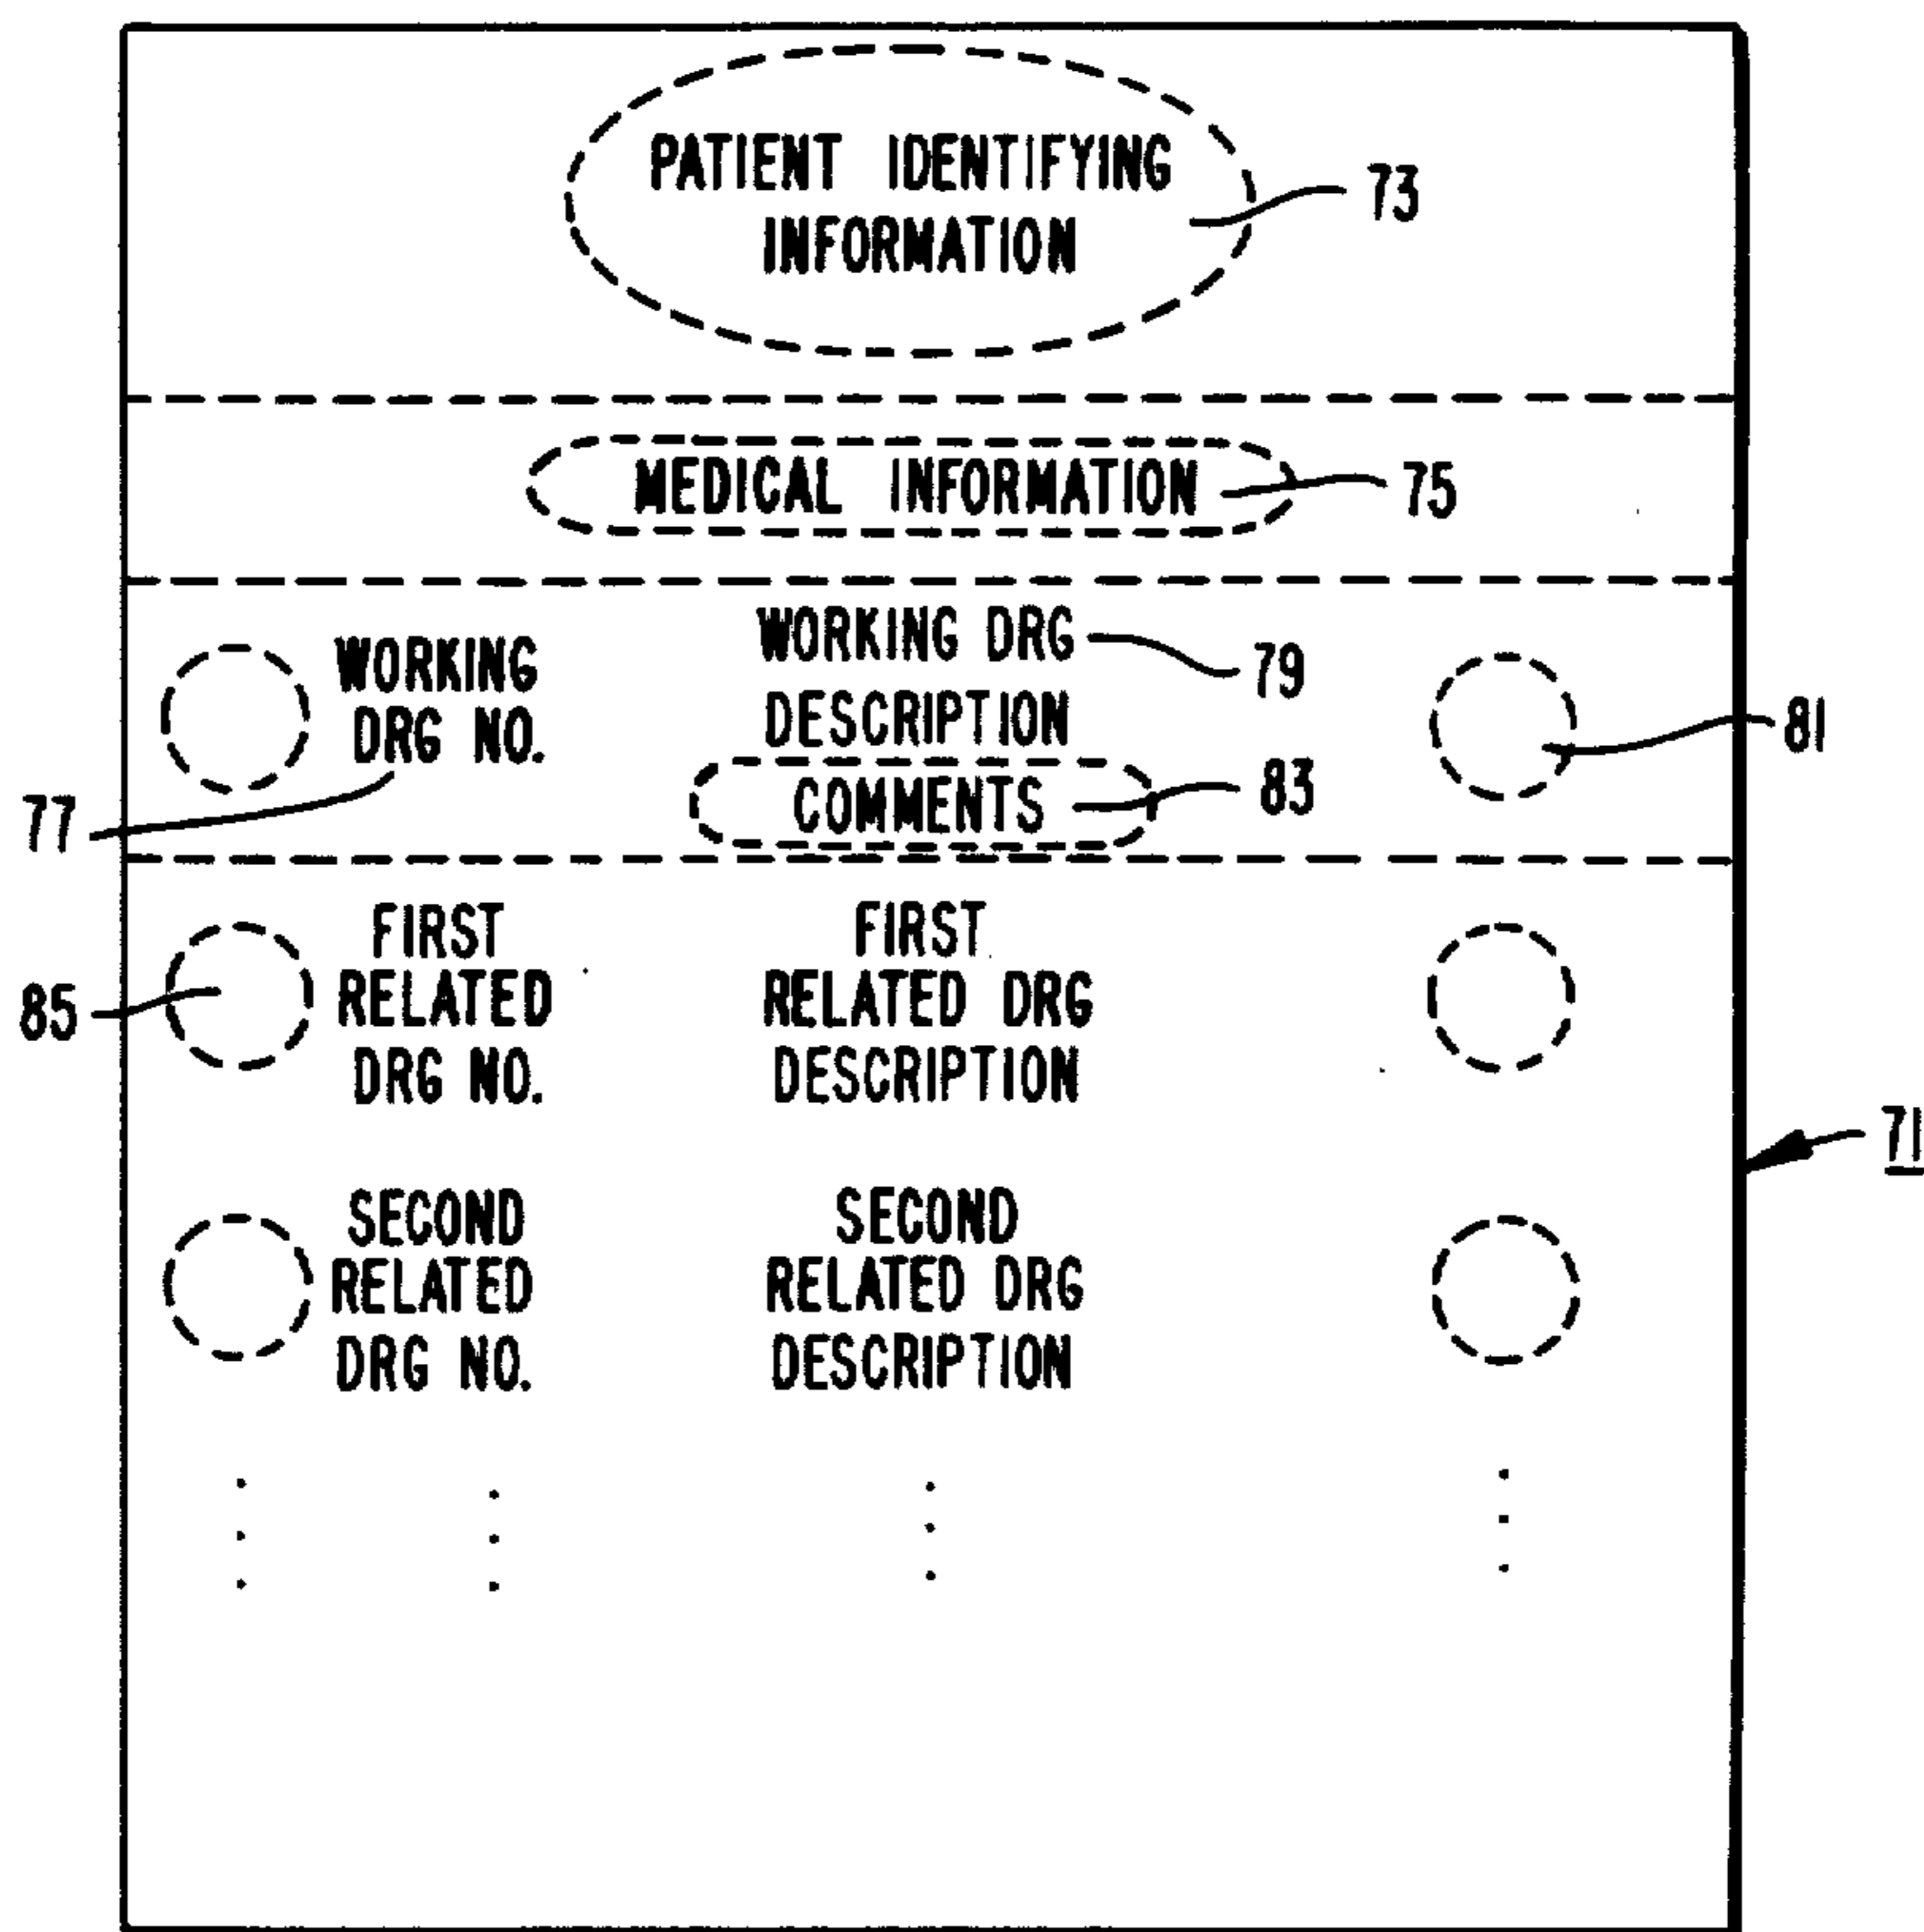 PATIENT IDENTIFYING
INFORMATION
73
MEDICAL INFORMATION
75
WORKING
DRG NO.
77
WORKING DRG
DESCRIPTION
79
81
COMMENTS
83
FIRST
RELATED
DRG NO.
85
FIRST
RELATED DRG
DESCRIPTION
71
SECOND
RELATED
DRG NO.
SECOND
RELATED DRG
DESCRIPTION